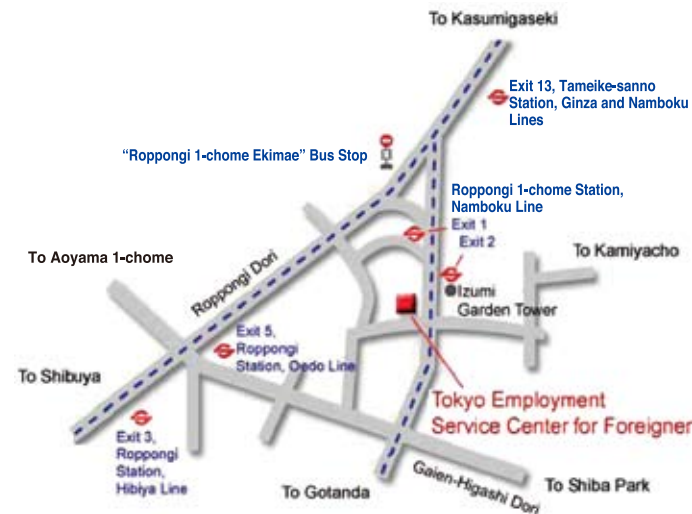 To Kasumigaseki
Exit 13, Tameike-sanno
Station, Ginza and Namboku
Lines
“Roppongi 1-chome Ekimae” Bus Stop
Roppongi 1-chome Station,
Namboku Line
Exit 1
Exit 2
To Kamiyacho
To Aoyama 1-chome
Roppongi Dori
Izumi
Garden Tower
Exit 5,
Roppongi
Station, Oedo Line
To Shibuya
Tokyo Employment
Service Center for Foreigner
Exit 3,
Roppongi
Station,
Hibiya Line
To Gotanda
Gaien-Higashi Dori
To Shiba Park